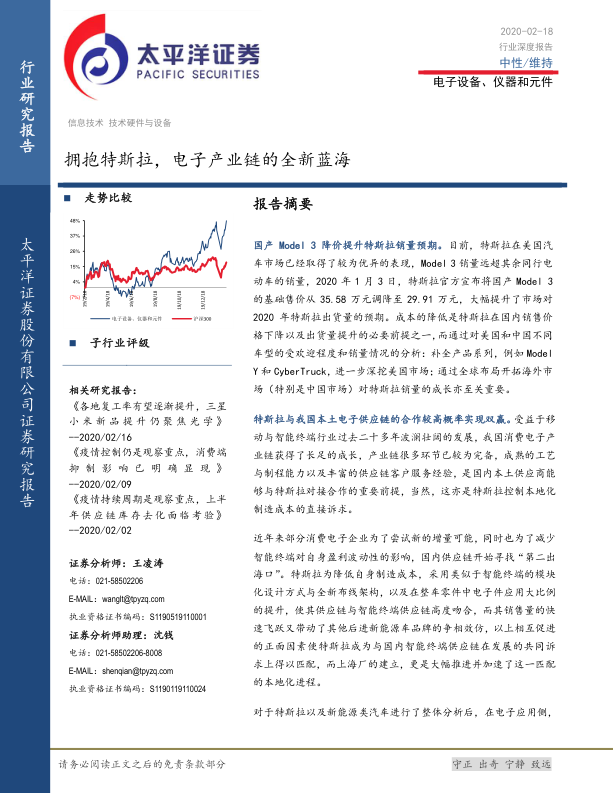 行业研究报告
太平洋证券股份有限公司证券研究报告
太平洋证券
PACIFIC SECURITIES
2020-02-18
行业深度报告
中性/维持
电子设备、仪器和元件
信息技术 技术硬件与设备
拥抱特斯拉，电子产业链的全新蓝海
走势比较
48%
37%
26%
15%
4%
(7%)
电子设备、仪器和元件
沪深300
子行业评级
相关研究报告：
《各地复工率有望逐渐提升，三星
小米新品提升仍聚焦光学》
--2020/02/16
《疫情控制仍是观察重点，消费端
抑制影响已明确显现》
--2020/02/09
《疫情持续周期是观察重点，上半
年供应链库存去化面临考验》
--2020/02/02
证券分析师：王凌涛
电话：021-58502206
E-MAIL：wanglt@tpyzq.com
执业资格证书编码：S1190519110001
证券分析师助理：沈钱
电话：021-58502206-8008
E-MAIL：shenqian@tpyzq.com
执业资格证书编码：S1190119110024
报告摘要
国产 Model 3 降价提升特斯拉销量预期。目前，特斯拉在美国汽
车市场已经取得了较为优异的表现，Model 3 销量远超其余同行电
动车的销量，2020 年 1 月 3 日，特斯拉官方宣布将国产 Model 3
的基础售价从 35.58 万元调降至 29.91 万元，大幅提升了市场对
2020 年特斯拉出货量的预期。成本的降低是特斯拉在国内销售价
格下降以及出货量提升的必要前提之一,而通过对美国和中国不同
车型的受欢迎程度和销量情况的分析：补全产品系列，例如 Model
Y 和 CyberTruck，进一步深挖美国市场；通过全球布局开拓海外市
场（特别是中国市场）对特斯拉销量的成长亦至关重要。
特斯拉与我国本土电子供应链的合作较高概率实现双赢。受益于移
动与智能终端行业过去二十多年波澜壮阔的发展，我国消费电子产
业链获得了长足的成长，产业链很多环节已较为完备，成熟的工艺
与制程能力以及丰富的供应链客户服务经验，是国内本土供应商能
够与特斯拉对接合作的重要前提，当然，这亦是特斯拉控制本地化
制造成本的直接诉求。
近年来部分消费电子企业为了尝试新的增量可能，同时也为了减少
智能终端对自身盈利波动性的影响，国内供应链开始寻找“第二出
海口”。特斯拉为降低自身制造成本，采用类似于智能终端的模块
化设计方式与全新布线架构，以及在整车零件中电子件应用大比例
的提升，使其供应链与智能终端供应链高度吻合，而其销售量的快
速飞跃又带动了其他后进新能源车品牌的争相效仿，以上相互促进
的正面因素使特斯拉成为与国内智能终端供应链在发展的共同诉
求上得以匹配，而上海厂的建立，更是大幅推进并加速了这一匹配
的本地化进程。
对于特斯拉以及新能源类汽车进行了整体分析后，在电子应用侧，
请务必阅读正文之后的免责条款部分
守正 出奇 宁静 致远